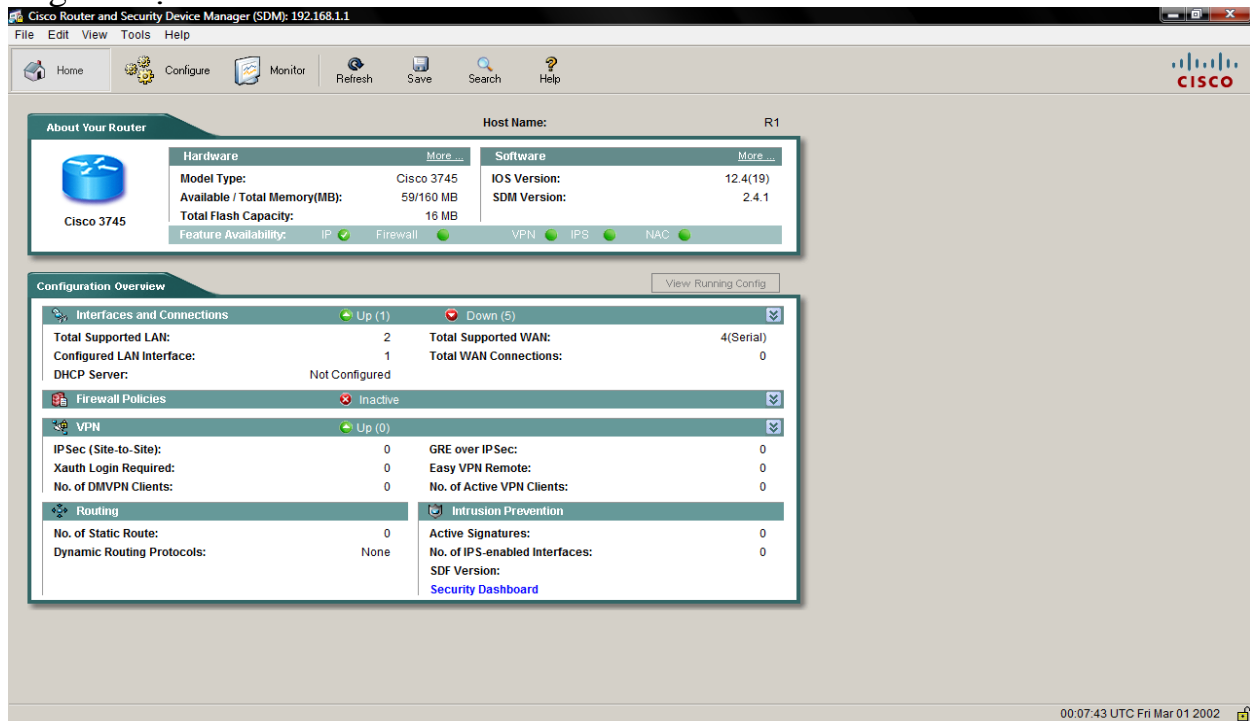 Cisco Router and Security Device Manager (SDM): 192.168.1.1
File Edit View Tools Help
Home Configure Monitor Refresh Save Search Help
CISCO
About Your Router
Host Name: R1
Cisco 3745
Hardware More ...
Model Type: Cisco 3745
Available / Total Memory(MB): 59/160 MB
Total Flash Capacity: 16 MB
Software More ...
IOS Version: 12.4(19)
SDM Version: 2.4.1
Feature Availability: IP Firewall VPN IPS NAC
Configuration Overview
View Running Config
Interfaces and Connections Up (1) Down (5)
Total Supported LAN: 2 Total Supported WAN: 4(Serial)
Configured LAN Interface: 1 Total WAN Connections: 0
DHCP Server: Not Configured
Firewall Policies Inactive
VPN Up (0)
IPSec (Site-to-Site): 0 GRE over IPSec: 0
Xauth Login Required: 0 Easy VPN Remote: 0
No. of DMVPN Clients: 0 No. of Active VPN Clients: 0
Routing
No. of Static Route: 0
Dynamic Routing Protocols: None
Intrusion Prevention
Active Signatures: 0
No. of IPS-enabled Interfaces: 0
SDF Version:
Security Dashboard
00:07:43 UTC Fri Mar 01 2002